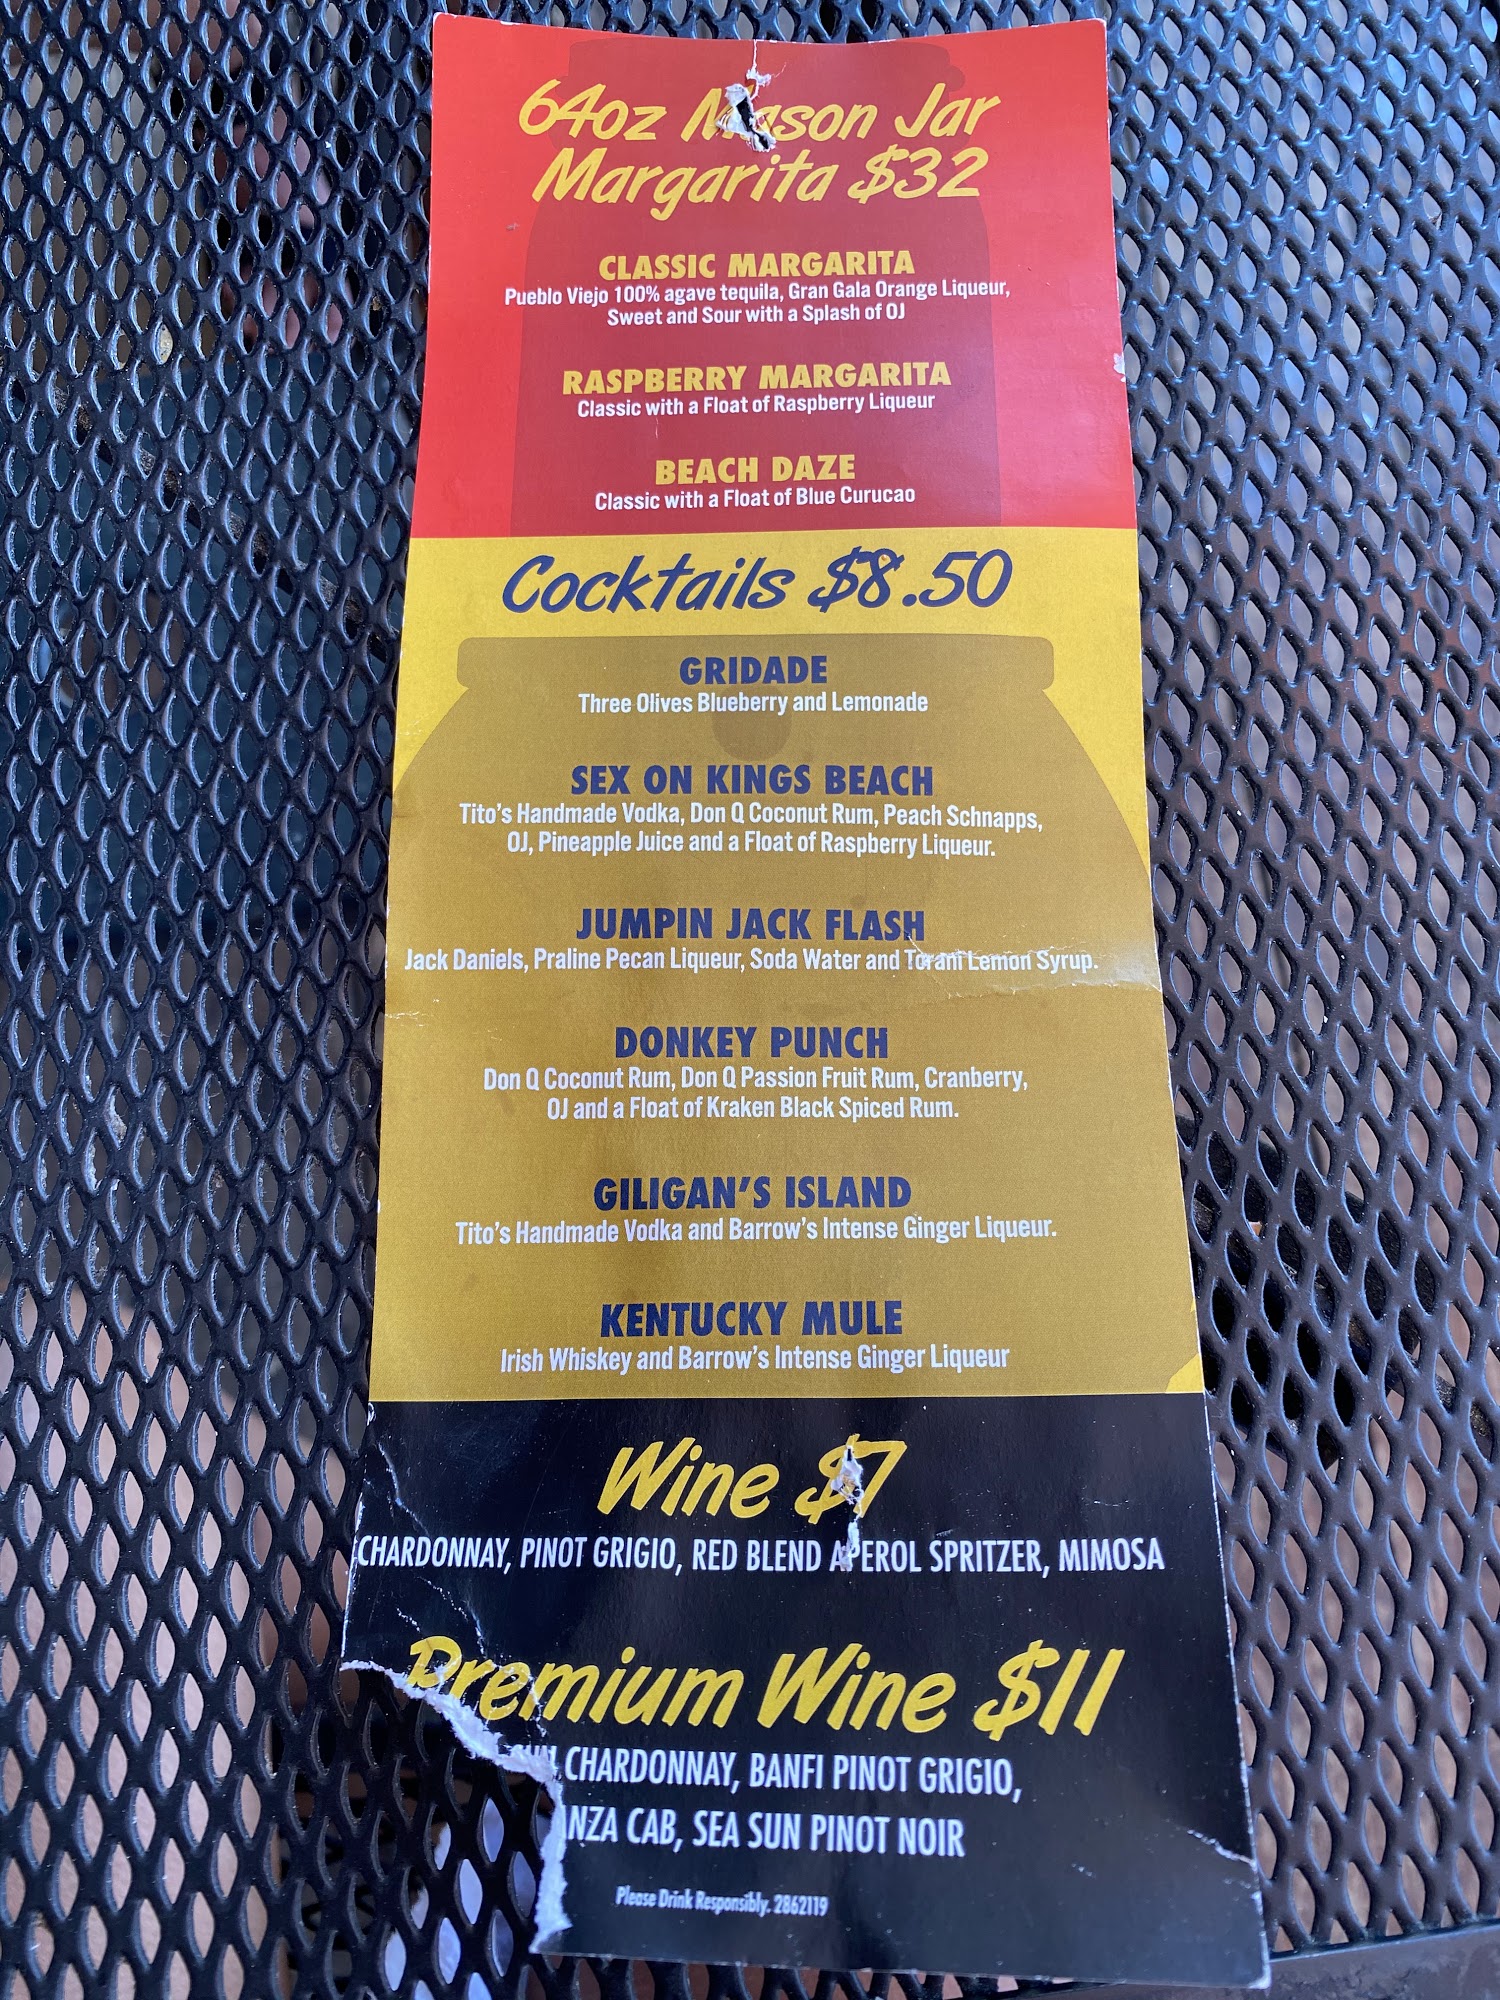 64oz Mason Jar
Margarita $32
CLASSIC MARGARITA
Pueblo Viejo 100% agave tequila, Gran Gala Orange Liqueur,
Sweet and Sour with a Splash of OJ
RASPBERRY MARGARITA
Classic with a Float of Raspberry Liqueur
BEACH DAZE
Classic with a Float of Blue Curucao
Cocktails $8.50
GRIDADE
Three Olives Blueberry and Lemonade
SEX ON KINGS BEACH
Tito's Handmade Vodka, Don Q Coconut Rum, Peach Schnapps,
OJ, Pineapple Juice and a Float of Raspberry Liqueur.
JUMPIN JACK FLASH
Jack Daniels, Praline Pecan Liqueur, Soda Water and Torani Lemon Syrup.
DONKEY PUNCH
Don Q Coconut Rum, Don Q Passion Fruit Rum, Cranberry,
OJ and a Float of Kraken Black Spiced Rum.
GILIGAN'S ISLAND
Tito's Handmade Vodka and Barrow's Intense Ginger Liqueur.
KENTUCKY MULE
Irish Whiskey and Barrow's Intense Ginger Liqueur
Wine $7
CHARDONNAY, PINOT GRIGIO, RED BLEND APEROL SPRITZER, MIMOSA
Premium Wine $11
CHARDONNAY, BANFI PINOT GRIGIO,
CAB, SEA SUN PINOT NOIR
Please Drink Responsibly. 2862119